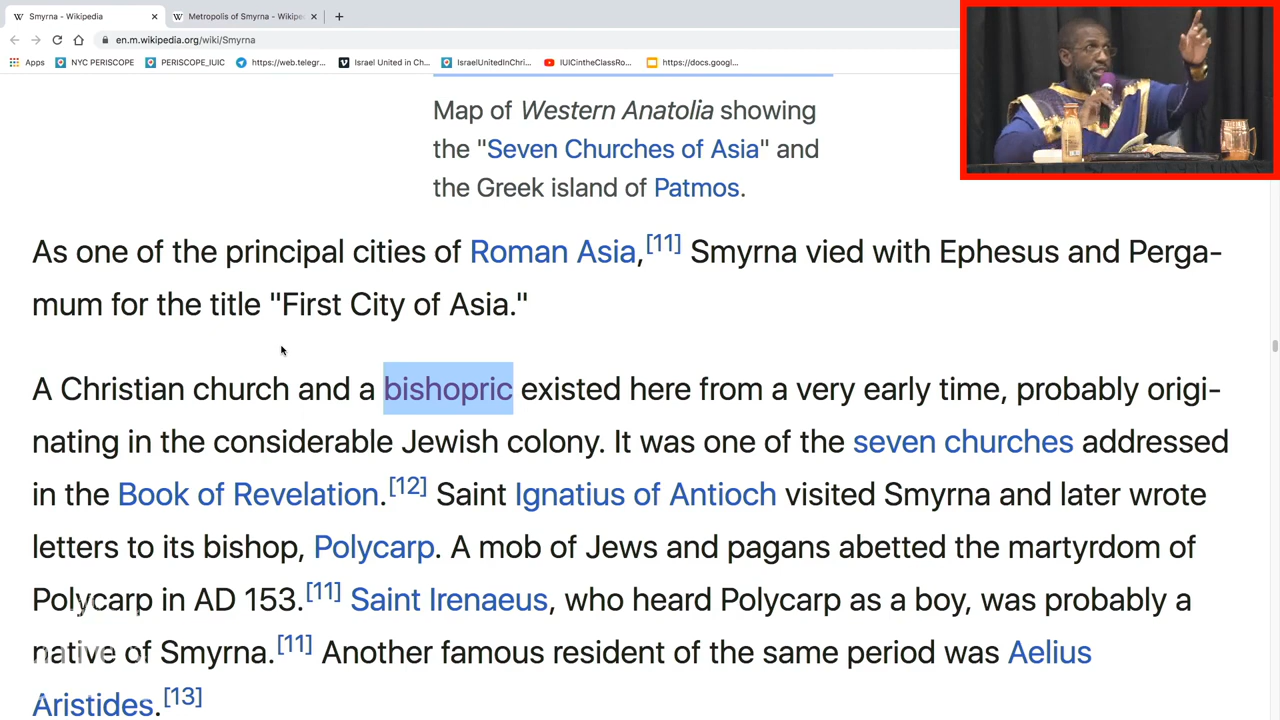 Smyrna - Wikipedia
Metropolis of Smyrna - Wikipe
en.m.wikipedia.org/wiki/Smyrna
Apps NYC PERISCOPE PERISCOPE_IUIC https://web.telegr... Israel United in Ch... IsraelUnitedInChri... IUICintheClassRo... https://docs.googl...
Map of Western Anatolia showing
the "Seven Churches of Asia" and
the Greek island of Patmos.
As one of the principal cities of Roman Asia,[11] Smyrna vied with Ephesus and Perga-
mum for the title "First City of Asia."
A Christian church and a bishopric existed here from a very early time, probably origi-
nating in the considerable Jewish colony. It was one of the seven churches addressed
in the Book of Revelation.[12] Saint Ignatius of Antioch visited Smyrna and later wrote
letters to its bishop, Polycarp. A mob of Jews and pagans abetted the martyrdom of
Polycarp in AD 153.[11] Saint Irenaeus, who heard Polycarp as a boy, was probably a
native of Smyrna.[11] Another famous resident of the same period was Aelius
Aristides.[13]